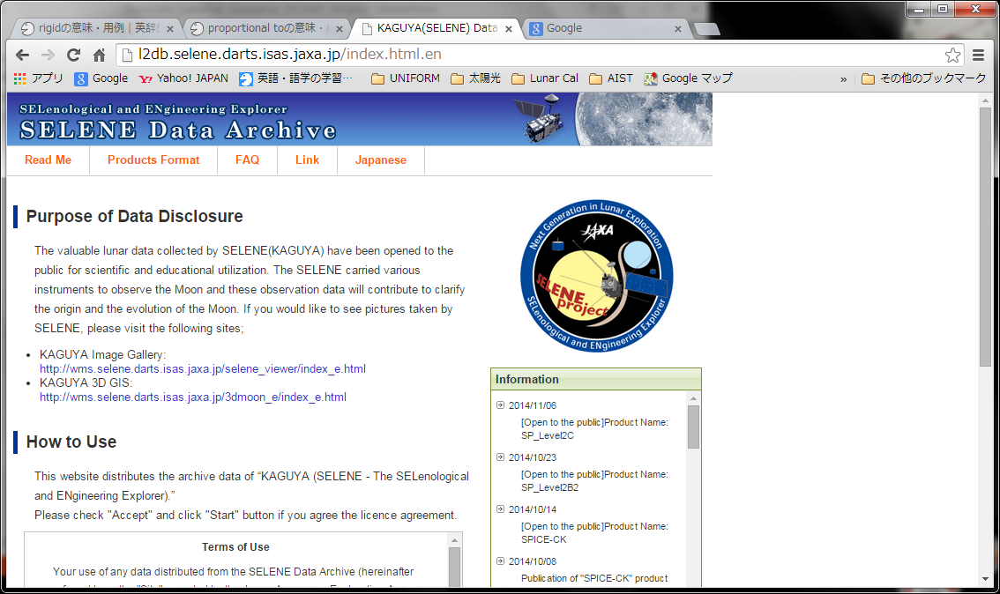 rigidの意味・用例｜英辞
proportional toの意味・
KAGUYA(SELENE) Data
Google
l2db.selene.darts.isas.jaxa.jp/index.html.en
アプリ
Google
Yahoo! JAPAN
英語・語学の学習…
UNIFORM
太陽光
Lunar Cal
AIST
Google マップ
»
その他のブックマーク
SELenological and ENgineering Explorer
SELENE Data Archive
Read Me
Products Format
FAQ
Link
Japanese
Purpose of Data Disclosure
The valuable lunar data collected by SELENE(KAGUYA) have been opened to the
public for scientific and educational utilization. The SELENE carried various
instruments to observe the Moon and these observation data will contribute to clarify
the origin and the evolution of the Moon. If you would like to see pictures taken by
SELENE, please visit the following sites;
KAGUYA Image Gallery:
http://wms.selene.darts.isas.jaxa.jp/selene_viewer/index_e.html
KAGUYA 3D GIS:
http://wms.selene.darts.isas.jaxa.jp/3dmoon_e/index_e.html
How to Use
This website distributes the archive data of “KAGUYA (SELENE - The SELenological
and ENgineering Explorer).”
Please check "Accept" and click "Start" button if you agree the licence agreement.
Terms of Use
Your use of any data distributed from the SELENE Data Archive (hereinafter
Next Generation in Lunar Exploration
JAXA
SELENE
project
SELenological and ENgineering Explorer
Information
2014/11/06
[Open to the public]Product Name:
SP_Level2C
2014/10/23
[Open to the public]Product Name:
SP_Level2B2
2014/10/14
[Open to the public]Product Name:
SPICE-CK
2014/10/08
Publication of "SPICE-CK" product